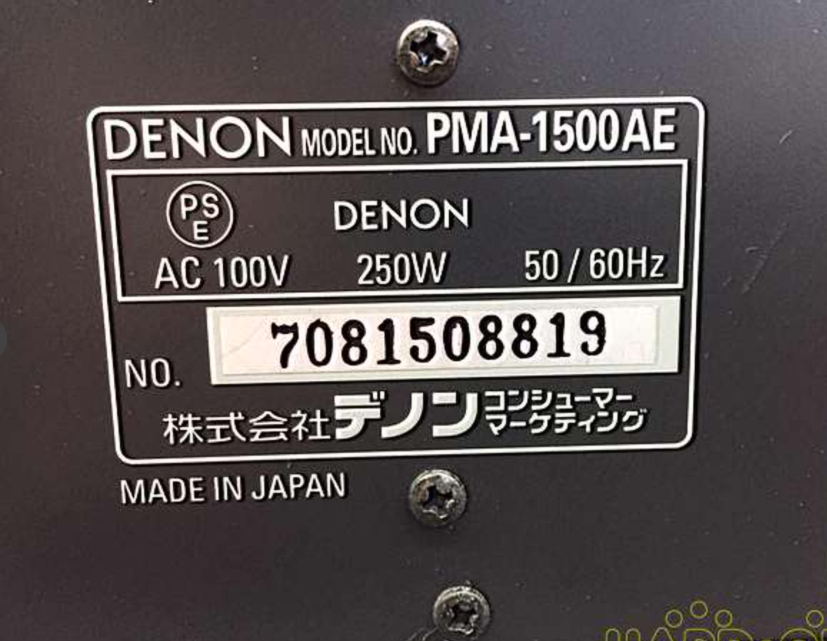 DENON MODEL NO. PMA-1500AE
PS E DENON
AC 100V 250W 50/60Hz
NO. 7081508819
株式会社デノン コンシューマー
マーケティング
MADE IN JAPAN